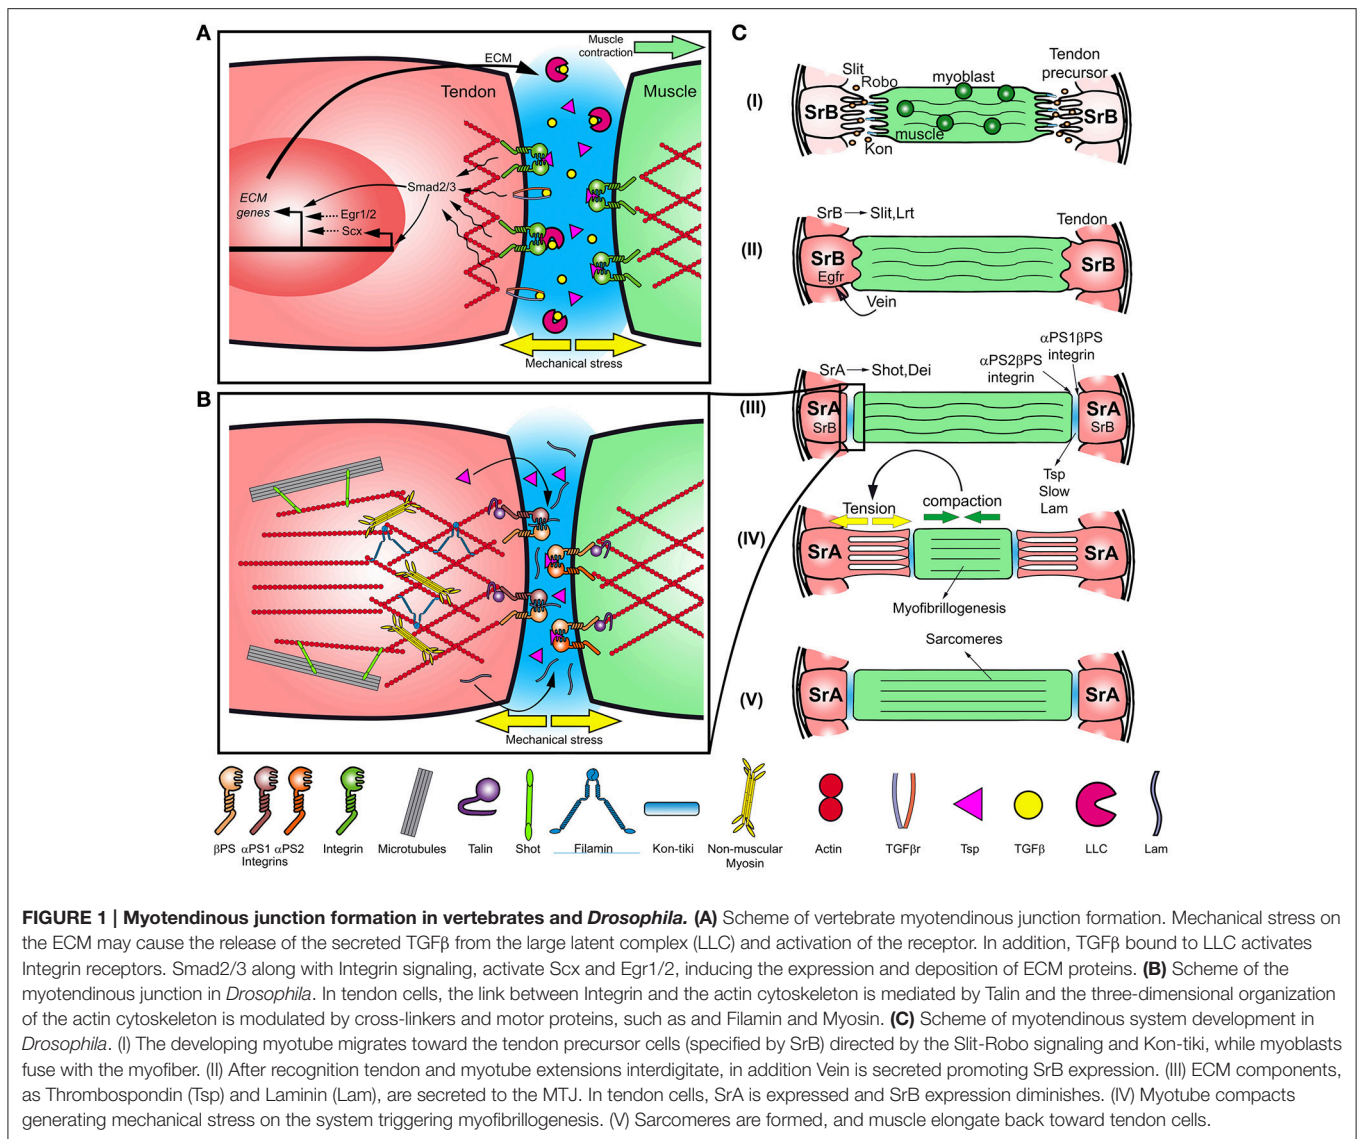 A
Muscle
contraction
ECM
Tendon
Muscle
ECM
genes
Smad2/3
Egr1/2
Scx
Mechanical stress
B
Mechanical stress
C
(I)
Slit
Robo
myoblast
Tendon
precursor
SrB
SrB
muscle
Kon
(II)
SrB → Slit,Lrt
Tendon
SrB
Egfr
SrB
Vein
(III)
SrA → Shot,Dei
αPS2βPS
integrin
αPS1βPS
integrin
SrA
SrB
SrA
SrB
Tsp
Slow
Lam
(IV)
Tension
compaction
SrA
SrA
Myofibrillogenesis
Sarcomeres
(V)
SrA
SrA
βPS αPS1 αPS2
Integrins
Integrin
Microtubules
Talin
Shot
Filamin
Kon-tiki
Non-muscular
Myosin
Actin
TGFβr
Tsp
TGFβ
LLC
Lam
FIGURE 1 | Myotendinous junction formation in vertebrates and Drosophila. (A) Scheme of vertebrate myotendinous junction formation. Mechanical stress on
the ECM may cause the release of the secreted TGFβ from the large latent complex (LLC) and activation of the receptor. In addition, TGFβ bound to LLC activates
Integrin receptors. Smad2/3 along with Integrin signaling, activate Scx and Egr1/2, inducing the expression and deposition of ECM proteins. (B) Scheme of the
myotendinous junction in Drosophila. In tendon cells, the link between Integrin and the actin cytoskeleton is mediated by Talin and the three-dimensional organization
of the actin cytoskeleton is modulated by cross-linkers and motor proteins, such as and Filamin and Myosin. (C) Scheme of myotendinous system development in
Drosophila. (I) The developing myotube migrates toward the tendon precursor cells (specified by SrB) directed by the Slit-Robo signaling and Kon-tiki, while myoblasts
fuse with the myofiber. (II) After recognition tendon and myotube extensions interdigitate, in addition Vein is secreted promoting SrB expression. (III) ECM components,
as Thrombospondin (Tsp) and Laminin (Lam), are secreted to the MTJ. In tendon cells, SrA is expressed and SrB expression diminishes. (IV) Myotube compacts
generating mechanical stress on the system triggering myofibrillogenesis. (V) Sarcomeres are formed, and muscle elongate back toward tendon cells.